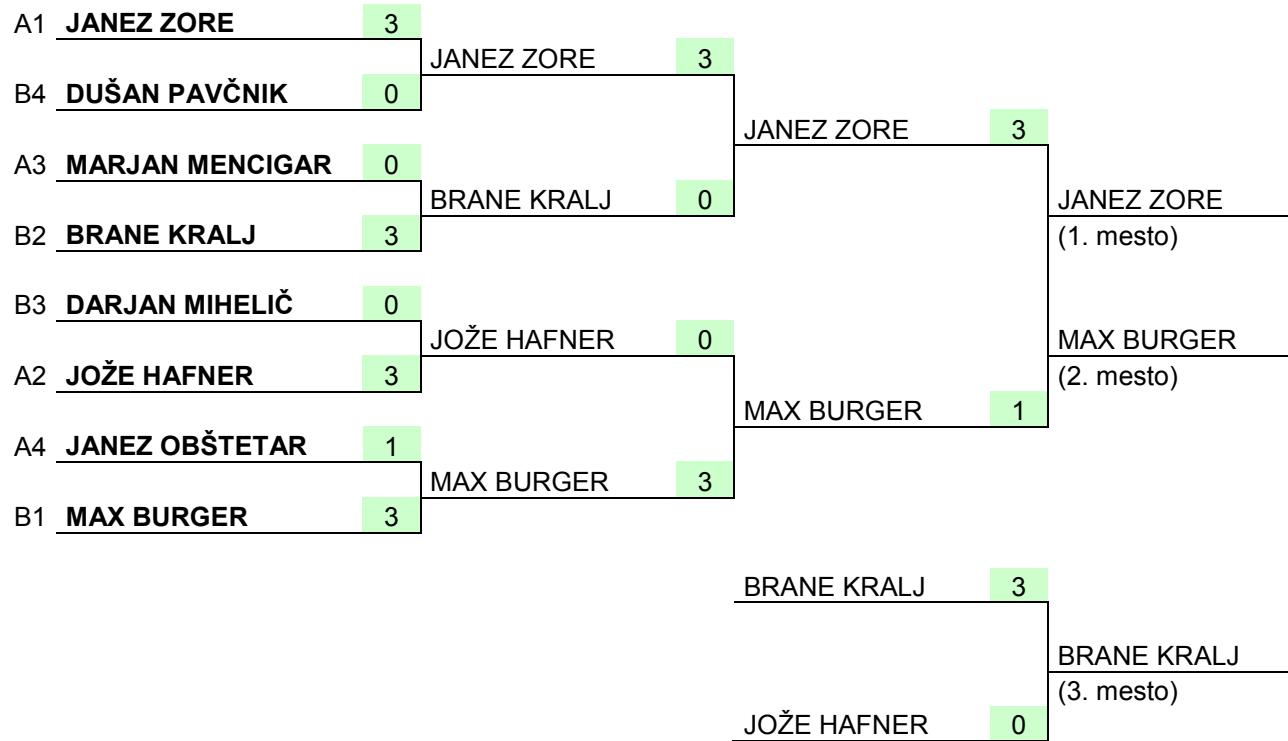 A1 JANEZ ZORE 3
JANEZ ZORE 3
B4 DUŠAN PAVČNIK 0
JANEZ ZORE 3
A3 MARJAN MENCIGAR 0
BRANE KRALJ 0
JANEZ ZORE
B2 BRANE KRALJ 3
(1. mesto)
B3 DARJAN MIHELIČ 0
JOŽE HAFNER 0
MAX BURGER
A2 JOŽE HAFNER 3
(2. mesto)
MAX BURGER 1
A4 JANEZ OBŠTETAR 1
MAX BURGER 3
B1 MAX BURGER 3
BRANE KRALJ 3
BRANE KRALJ
(3. mesto)
JOŽE HAFNER 0